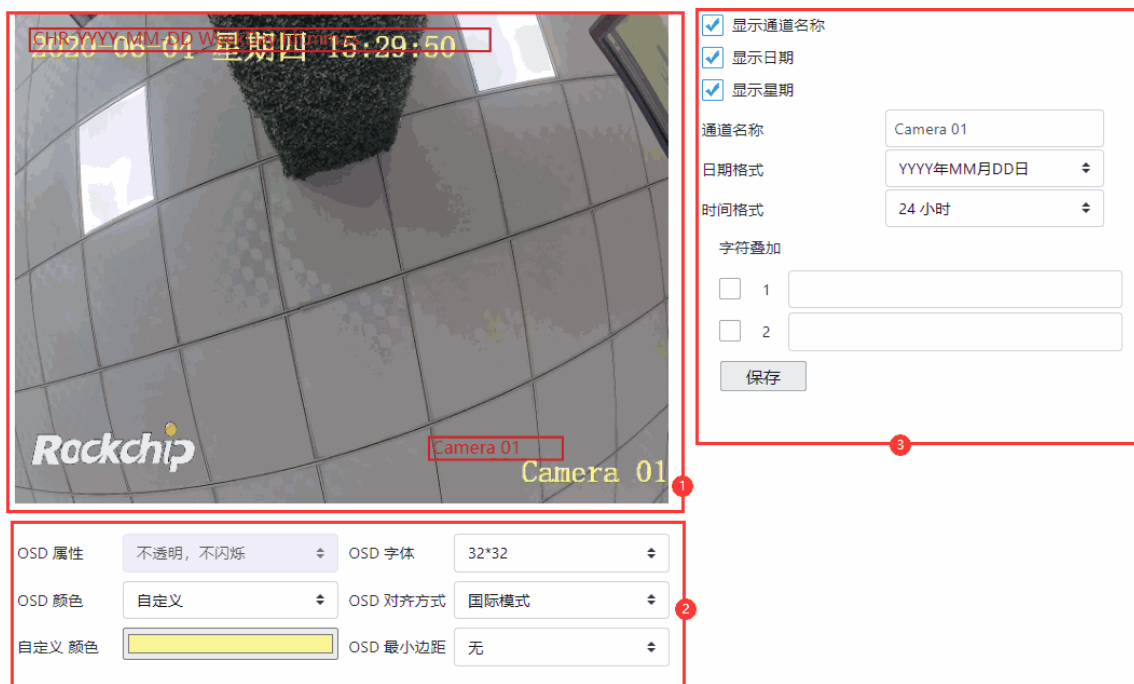 CHR-YYYY-MM-DD
2020-06-04 星期四 15:29:50
Rockchip
Camera 01
Camera 01
1
显示通道名称
显示日期
显示星期
通道名称 Camera 01
日期格式 YYYY年MM月DD日
时间格式 24 小时
字符叠加
1
2
保存
3
OSD 属性 不透明，不闪烁 OSD 字体 32*32
OSD 颜色 自定义 OSD 对齐方式 国际模式
2
自定义 颜色 OSD 最小边距 无